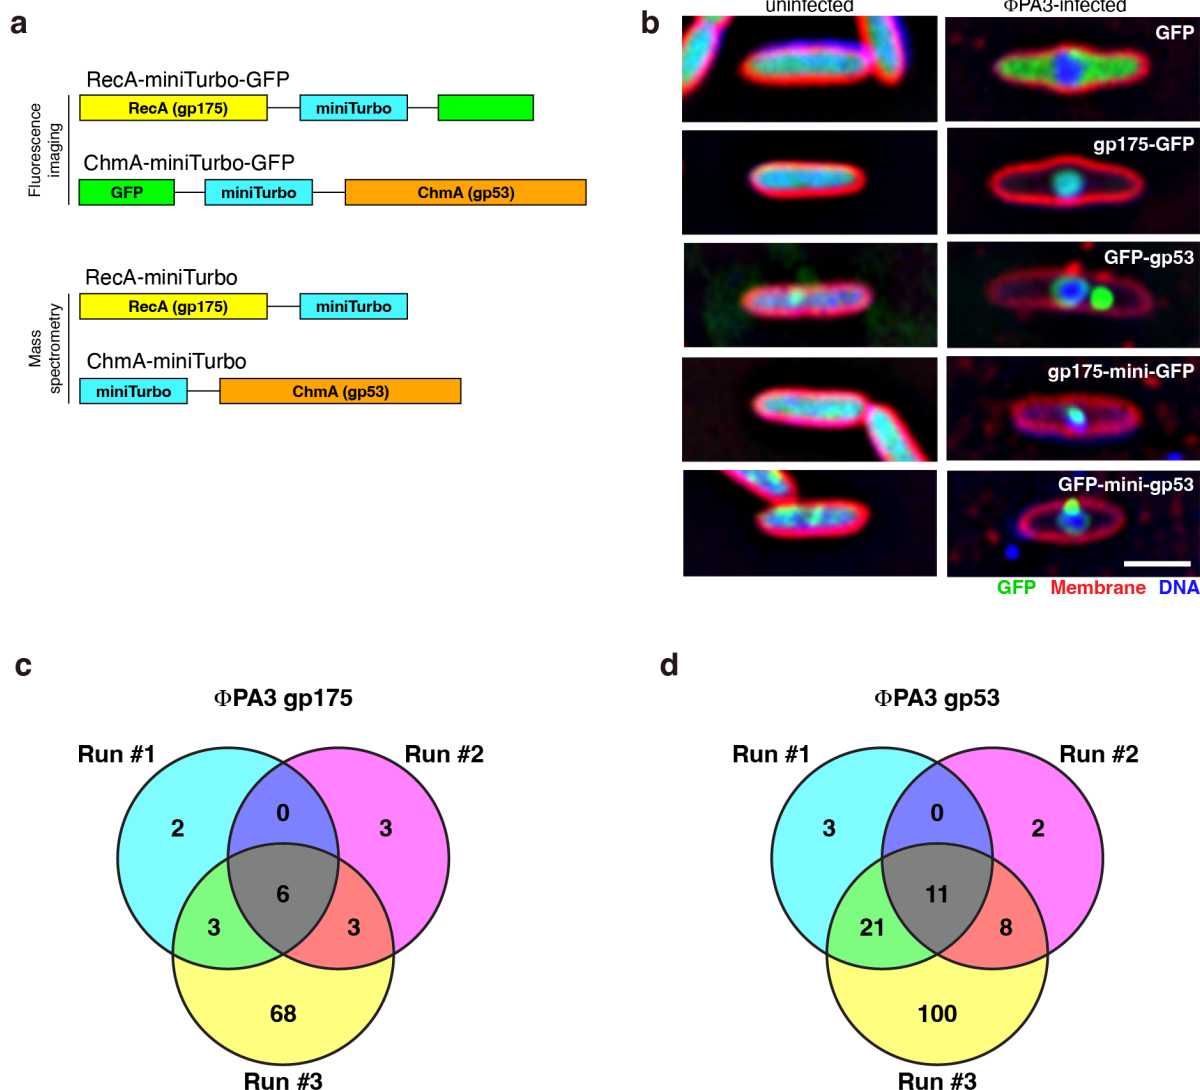 a
RecA-miniTurbo-GFP
RecA (gp175)
miniTurbo
ChmA-miniTurbo-GFP
GFP
miniTurbo
ChmA (gp53)
Fluorescence
imaging
RecA-miniTurbo
RecA (gp175)
miniTurbo
ChmA-miniTurbo
miniTurbo
ChmA (gp53)
Mass
spectrometry
b
uninfected
ΦPA3-infected
GFP
gp175-GFP
GFP-gp53
gp175-mini-GFP
GFP-mini-gp53
GFP Membrane DNA
c
ΦPA3 gp175
Run #1
Run #2
2
0
3
6
3
3
68
Run #3
d
ΦPA3 gp53
Run #1
Run #2
3
0
2
11
21
8
100
Run #3